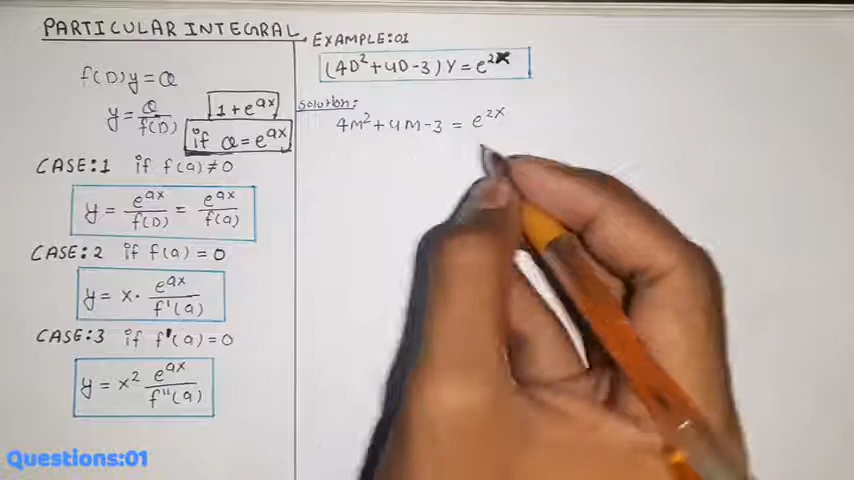 PARTICULAR INTEGRAL
f(D)y = Q
y = Q/f(D)
1 + e^ax
if Q = e^ax
CASE:1 if f(a) ≠ 0
y = e^ax/f(D) = e^ax/f(a)
CASE:2 if f(a) = 0
y = x · e^ax/f'(a)
CASE:3 if f'(a) = 0
y = x² e^ax/f''(a)
Questions:01
EXAMPLE:01
(4D² + 4D - 3) Y = e^2x
Solution:
4M² + 4M - 3 = e^2x